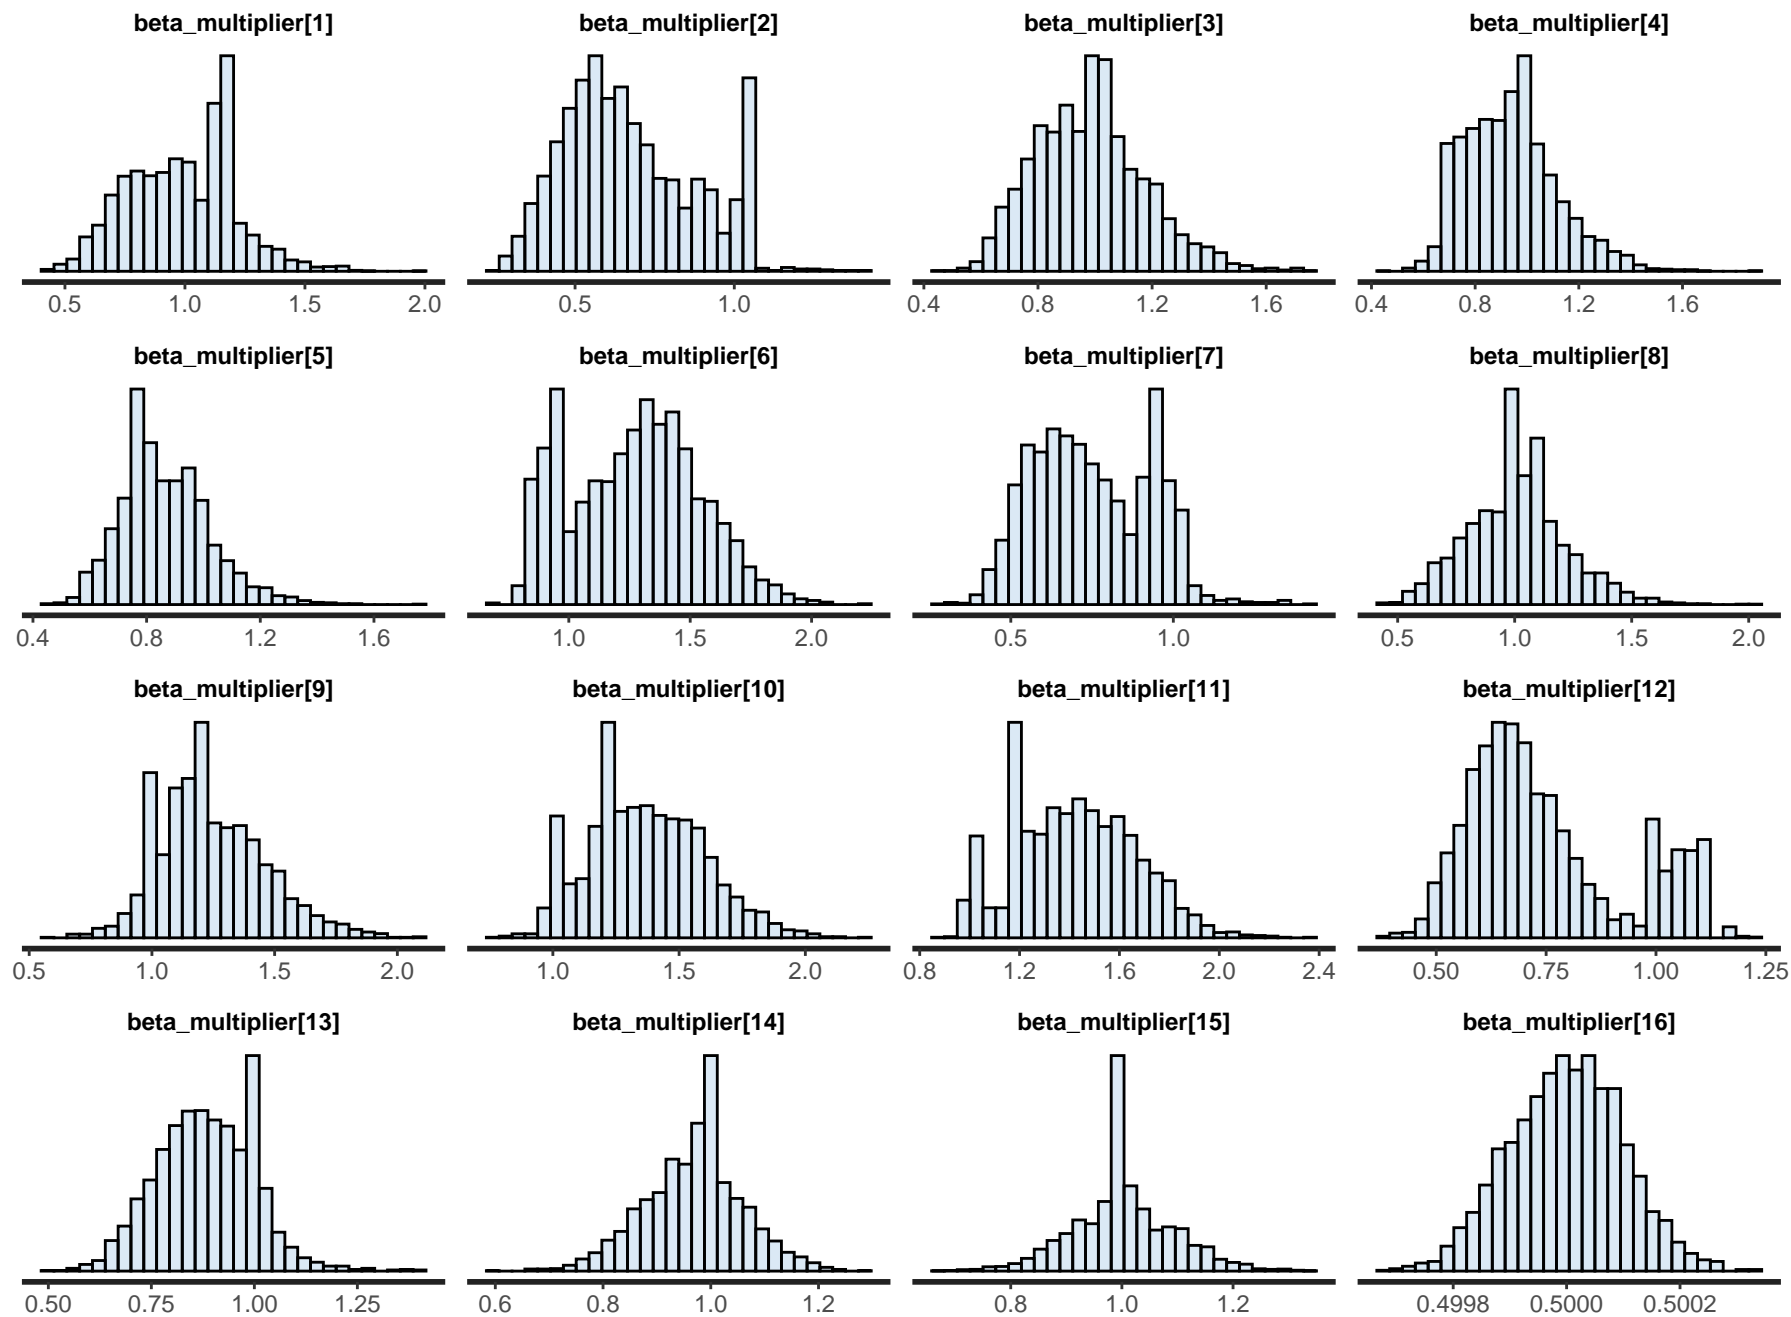 beta_multiplier[1] beta_multiplier[2] beta_multiplier[3] beta_multiplier[4]
0.5 1.0 1.5 2.0 0.5 1.0 0.4 0.8 1.2 1.6 0.4 0.8 1.2 1.6
beta_multiplier[5] beta_multiplier[6] beta_multiplier[7] beta_multiplier[8]
0.4 0.8 1.2 1.6 1.0 1.5 2.0 0.5 1.0 0.5 1.0 1.5 2.0
beta_multiplier[9] beta_multiplier[10] beta_multiplier[11] beta_multiplier[12]
0.5 1.0 1.5 2.0 1.0 1.5 2.0 0.8 1.2 1.6 2.0 2.4 0.50 0.75 1.00 1.25
beta_multiplier[13] beta_multiplier[14] beta_multiplier[15] beta_multiplier[16]
0.50 0.75 1.00 1.25 0.6 0.8 1.0 1.2 0.8 1.0 1.2 0.4998 0.5000 0.5002